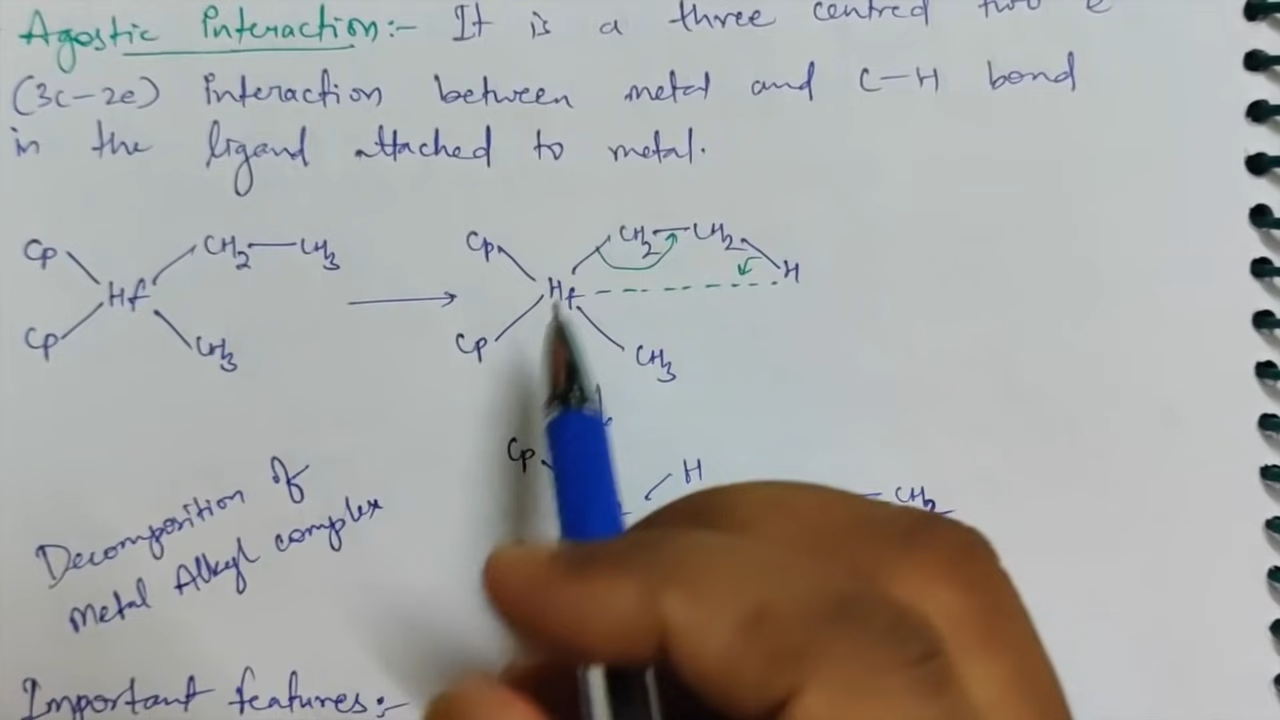 Agostic Interaction:- It is a three centred two e
(3c-2e) interaction between metal and C-H bond
in the ligand attached to metal.
Cp CH2-CH3 Cp CH2-CH2
Hf Hf H
Cp CH3 Cp CH3
Cp H CH2
Decomposition of
Metal Alkyl complex
Important features:-